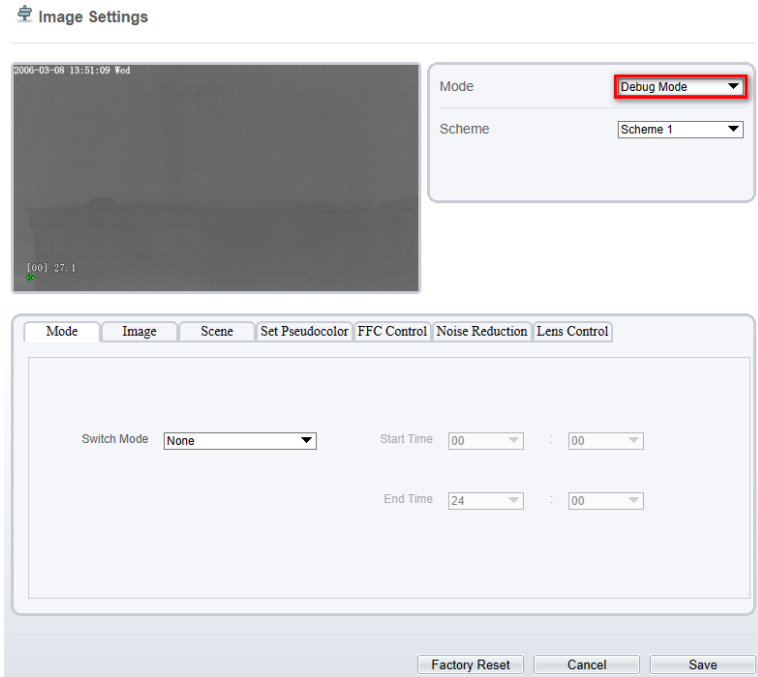 Image Settings
2006-03-08 13:51:09 Wed
[00] 27.1
Mode Debug Mode
Scheme Scheme 1
Mode Image Scene Set Pseudocolor FFC Control Noise Reduction Lens Control
Switch Mode None Start Time 00 : 00
End Time 24 : 00
Factory Reset Cancel Save